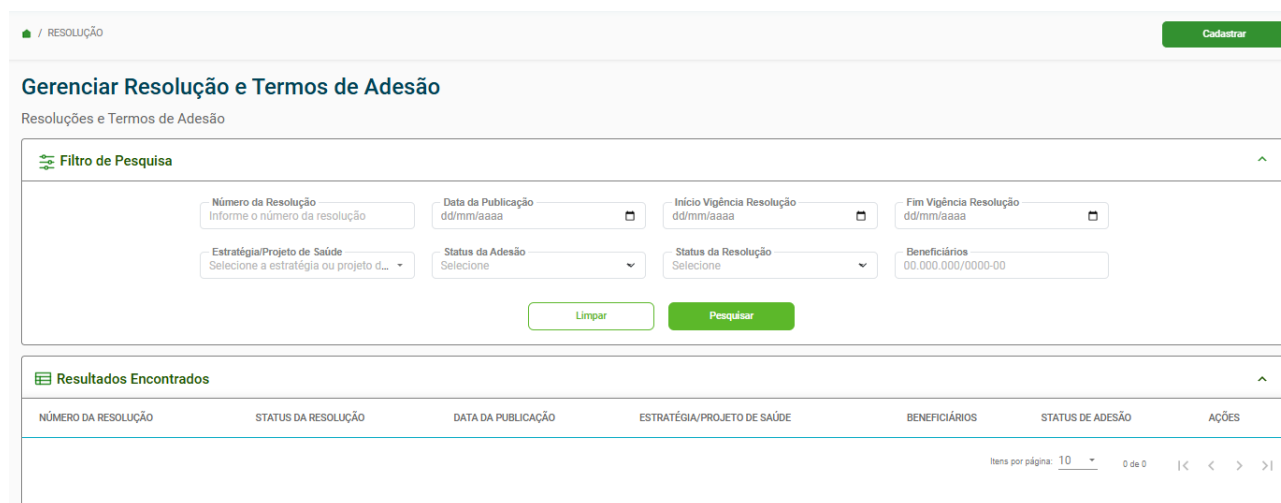 / RESOLUÇÃO
Cadastrar
Gerenciar Resolução e Termos de Adesão
Resoluções e Termos de Adesão
Filtro de Pesquisa
Número da Resolução Data da Publicação Início Vigência Resolução Fim Vigência Resolução
Informe o número da resolução dd/mm/aaaa dd/mm/aaaa dd/mm/aaaa
Estratégia/Projeto de Saúde Status da Adesão Status da Resolução Beneficiários
Selecione a estratégia ou projeto d... Selecione Selecione 00.000.000/0000-00
Limpar Pesquisar
Resultados Encontrados
NÚMERO DA RESOLUÇÃO STATUS DA RESOLUÇÃO DATA DA PUBLICAÇÃO ESTRATÉGIA/PROJETO DE SAÚDE BENEFICIÁRIOS STATUS DE ADESÃO AÇÕES
Itens por página: 10 0 de 0